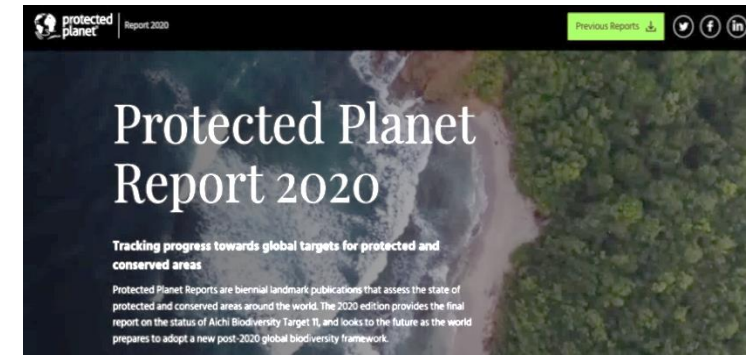 protected
planet
Report 2020
Previous Reports
Protected Planet
Report 2020
Tracking progress towards global targets for protected and
conserved areas
Protected Planet Reports are biennial landmark publications that assess the state of
protected and conserved areas around the world. The 2020 edition provides the final
report on the status of Aichi Biodiversity Target 11, and looks to the future as the world
prepares to adopt a new post-2020 global biodiversity framework.